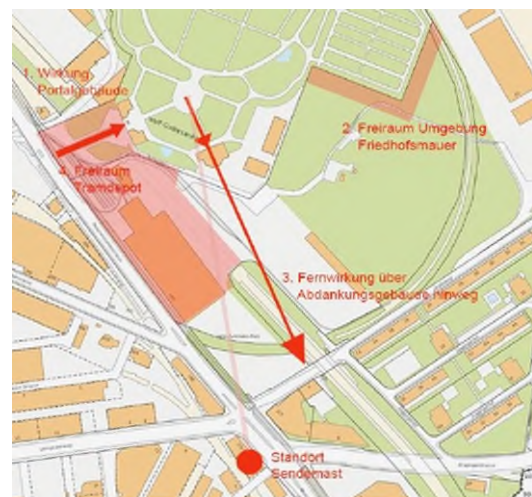 1. Wirkung
Portalgebäude
2. Freiraum Umgebung
Friedhofsmauer
4. Freiraum
Tramdepot
3. Fernwirkung über
Abdankungsgebäude hinweg
Standort
Sendemast